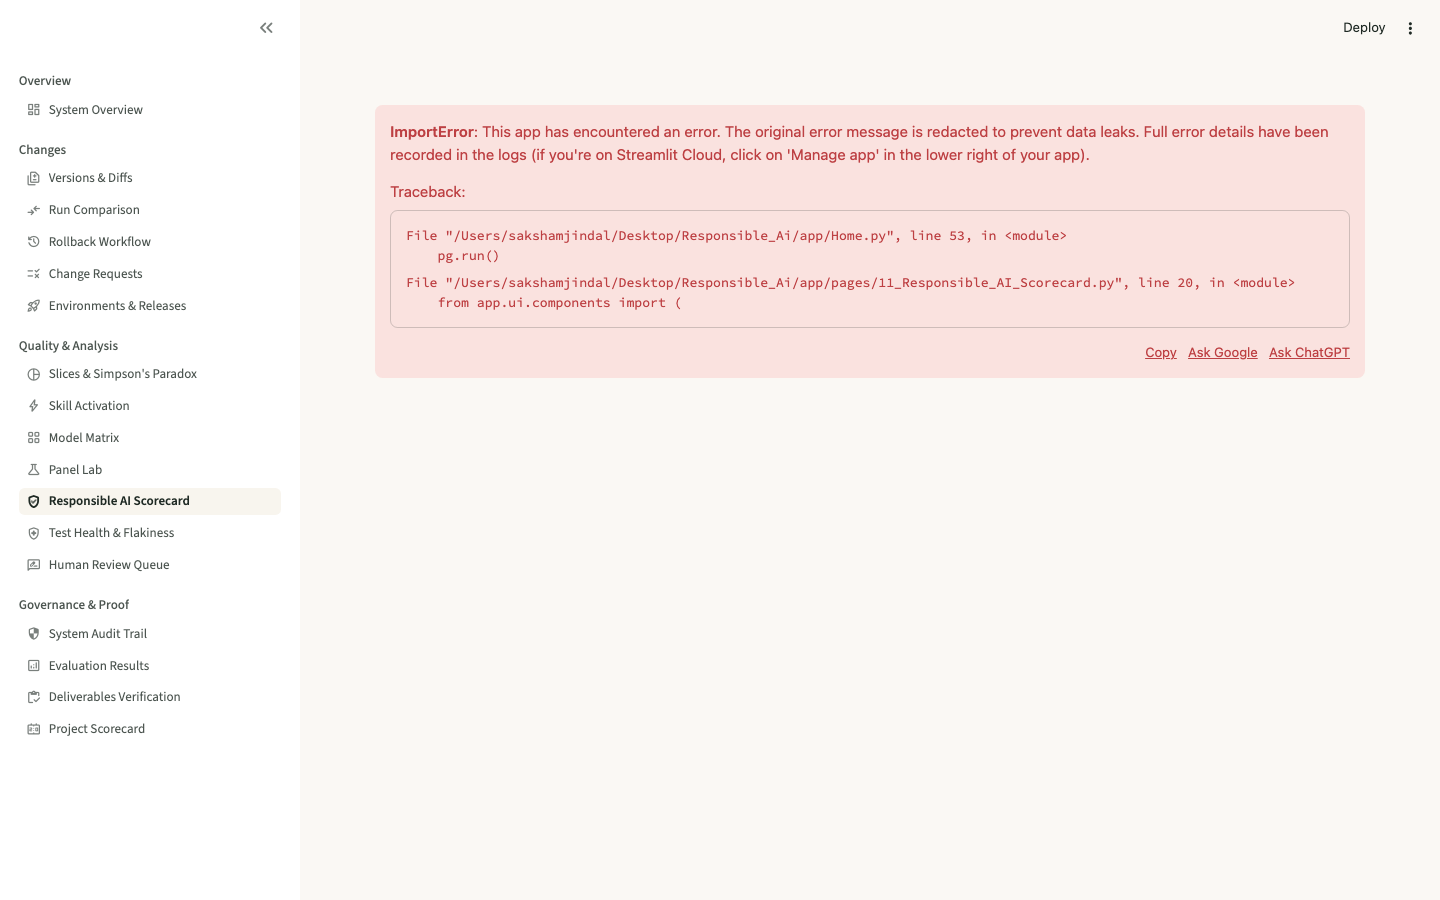 Deploy
Overview
System Overview
Changes
Versions & Diffs
Run Comparison
Rollback Workflow
Change Requests
Environments & Releases
Quality & Analysis
Slices & Simpson's Paradox
Skill Activation
Model Matrix
Panel Lab
Responsible AI Scorecard
Test Health & Flakiness
Human Review Queue
Governance & Proof
System Audit Trail
Evaluation Results
Deliverables Verification
Project Scorecard
ImportError: This app has encountered an error. The original error message is redacted to prevent data leaks. Full error details have been
recorded in the logs (if you're on Streamlit Cloud, click on 'Manage app' in the lower right of your app).
Traceback:
File "/Users/sakshamjindal/Desktop/Responsible_Ai/app/Home.py", line 53, in <module>
    pg.run()
File "/Users/sakshamjindal/Desktop/Responsible_Ai/app/pages/11_Responsible_AI_Scorecard.py", line 20, in <module>
    from app.ui.components import (
Copy Ask Google Ask ChatGPT